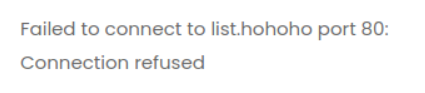 Failed to connect to list.hohoho port 80:
Connection refused